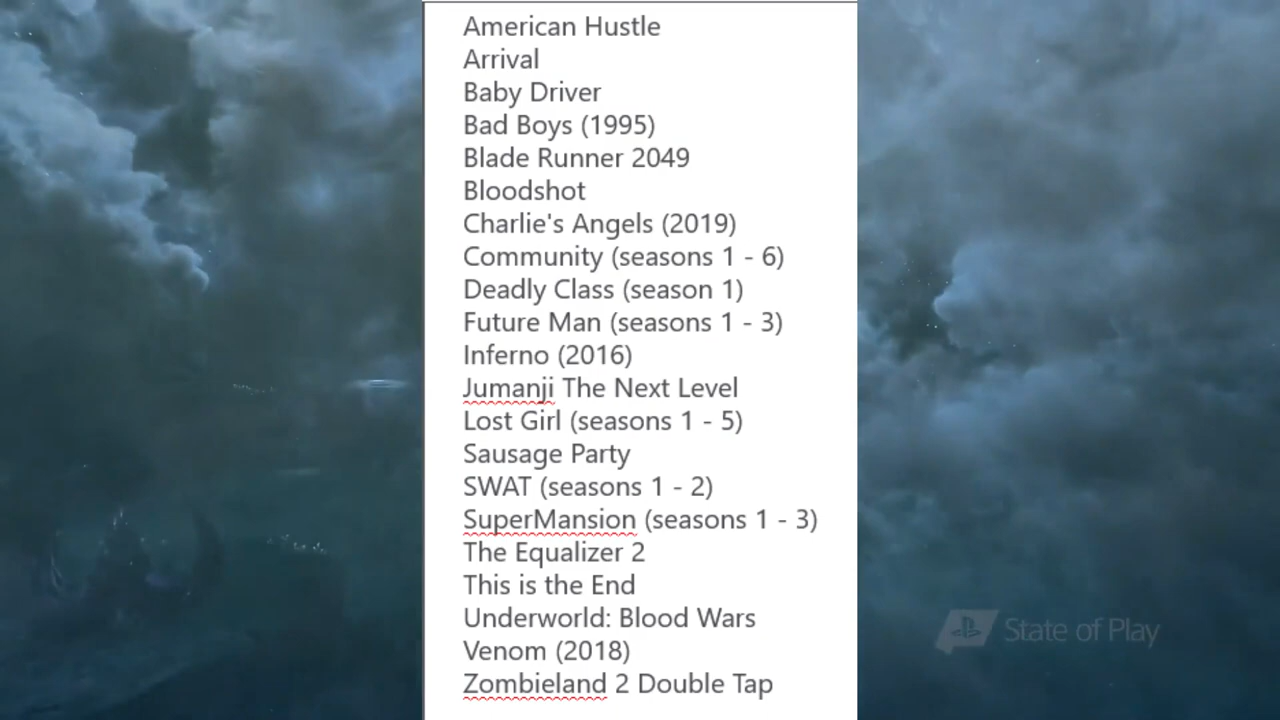 American Hustle
Arrival
Baby Driver
Bad Boys (1995)
Blade Runner 2049
Bloodshot
Charlie's Angels (2019)
Community (seasons 1 - 6)
Deadly Class (season 1)
Future Man (seasons 1 - 3)
Inferno (2016)
Jumanji The Next Level
Lost Girl (seasons 1 - 5)
Sausage Party
SWAT (seasons 1 - 2)
SuperMansion (seasons 1 - 3)
The Equalizer 2
This is the End
Underworld: Blood Wars
Venom (2018)
Zombieland 2 Double Tap
State of Play